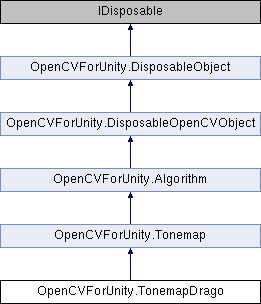 IDisposable
OpenCVForUnity.DisposableObject
OpenCVForUnity.DisposableOpenCVObject
OpenCVForUnity.Algorithm
OpenCVForUnity.Tonemap
OpenCVForUnity.TonemapDrago